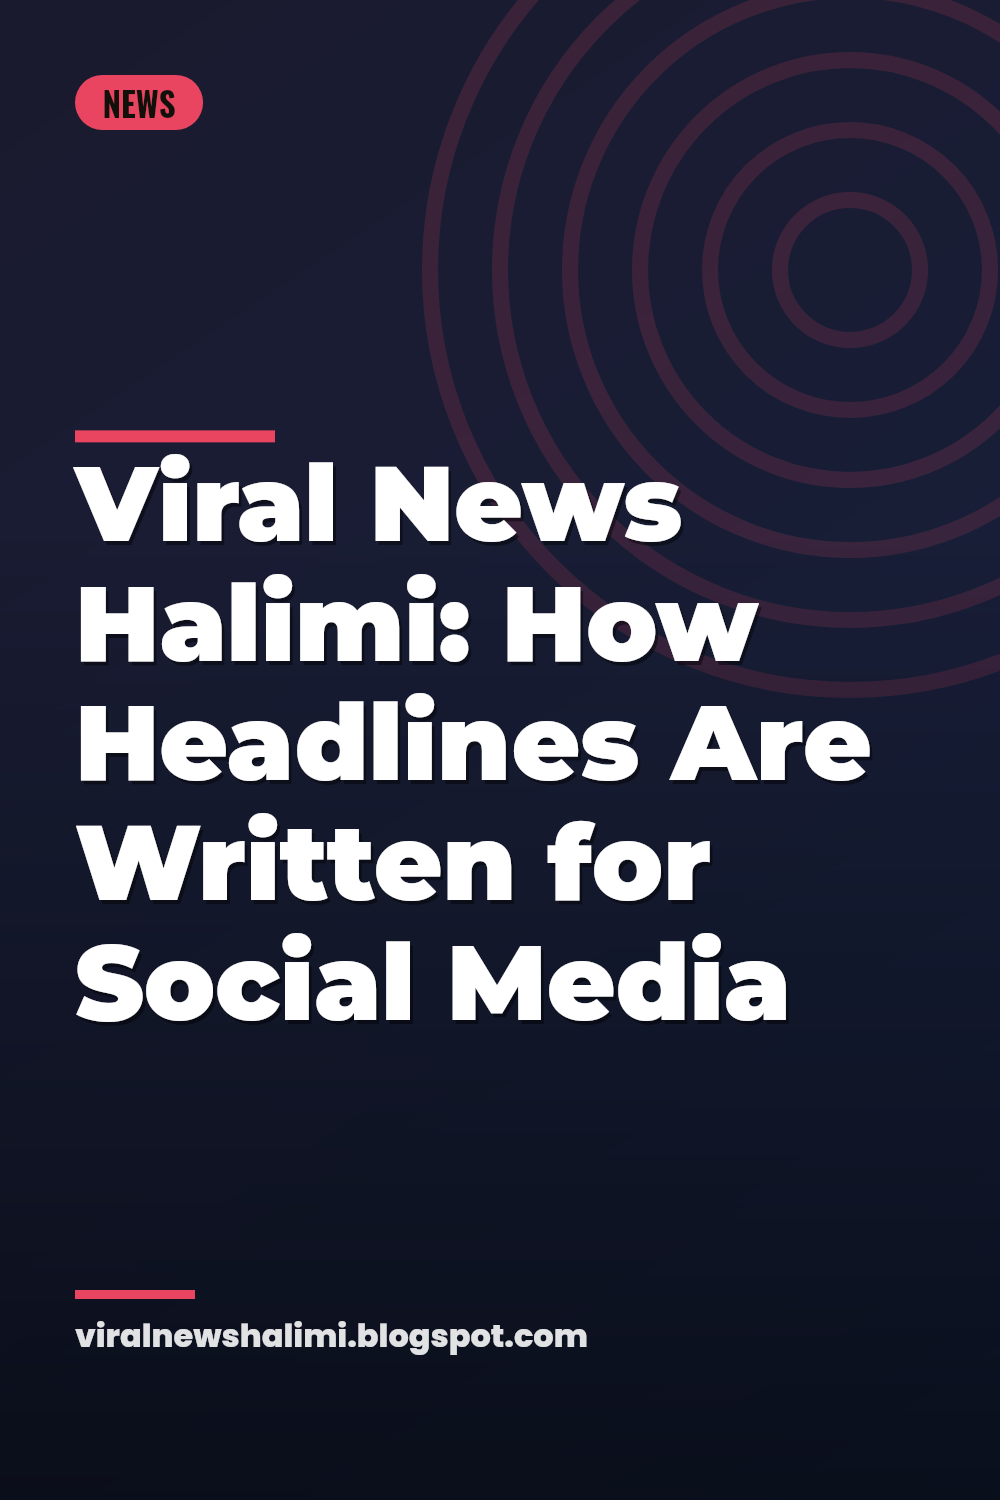 NEWS
Viral News
Halimi: How
Headlines Are
Written for
Social Media
viralnewshalimi.blogspot.com